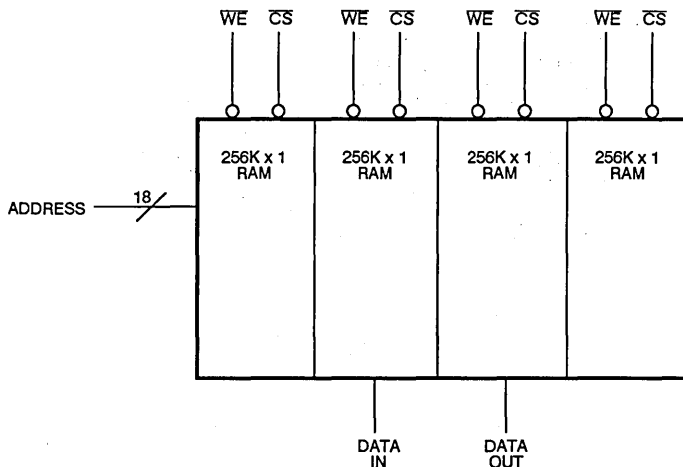 WE CS WE CS WE CS WE CS
256K x 1 256K x 1 256K x 1 256K x 1
RAM RAM RAM RAM
18
ADDRESS
DATA DATA
IN OUT